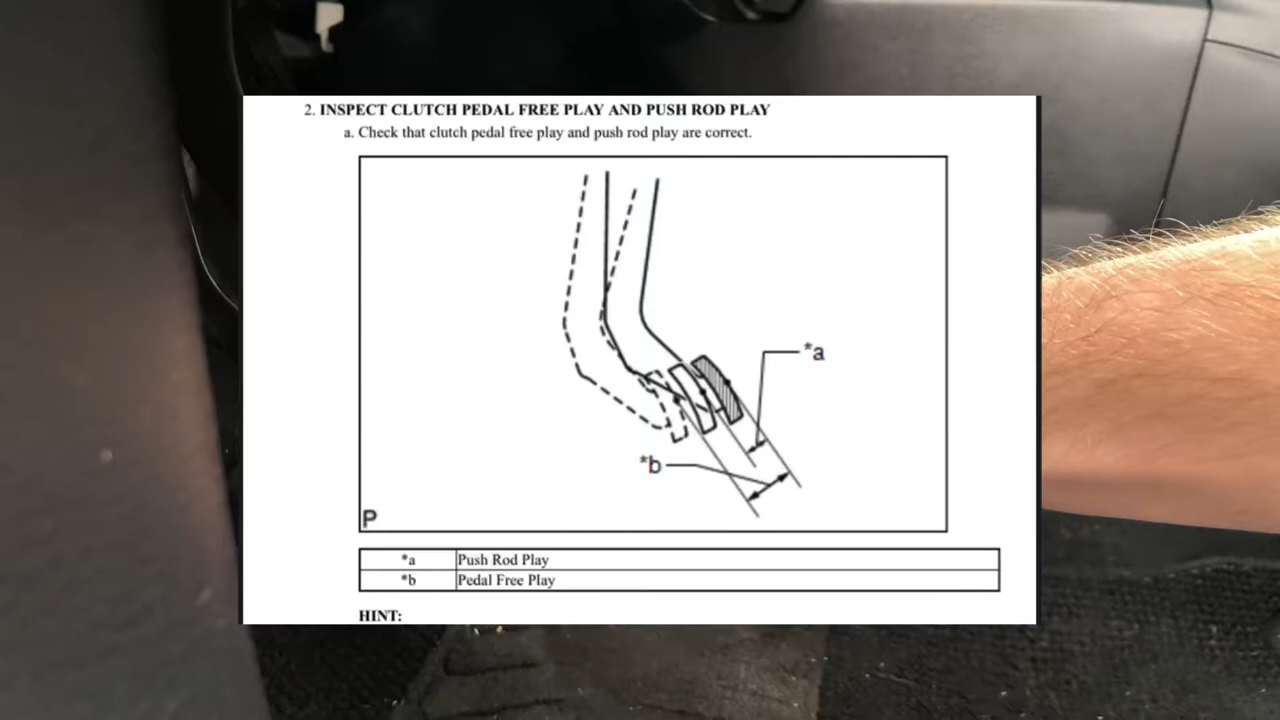 2. INSPECT CLUTCH PEDAL FREE PLAY AND PUSH ROD PLAY
a. Check that clutch pedal free play and push rod play are correct.
*a
*b
P
*a Push Rod Play
*b Pedal Free Play
HINT: